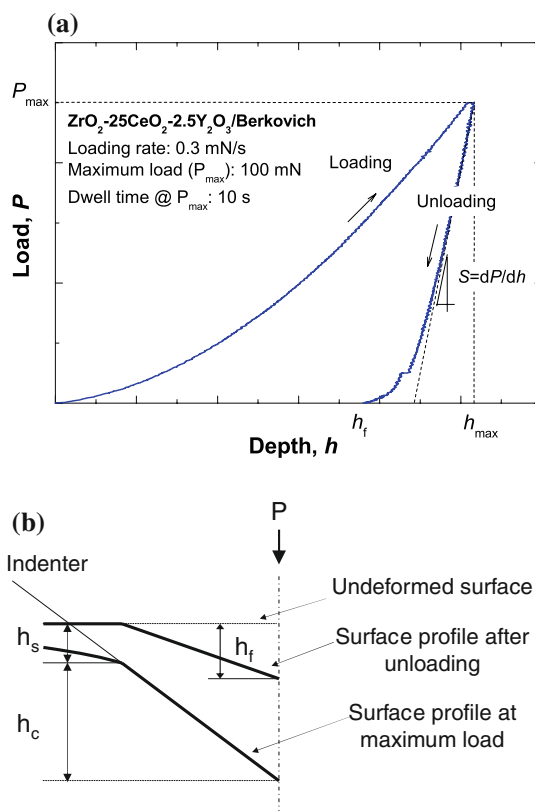 (a)
P_max
ZrO₂-25CeO₂-2.5Y₂O₃/Berkovich
Loading rate: 0.3 mN/s
Maximum load (P_max): 100 mN
Dwell time @ P_max: 10 s
Loading
Unloading
S=dP/dh
Load, P
h_f
h_max
Depth, h
(b)
P
Indenter
Undeformed surface
h_s
h_f
Surface profile after
unloading
h_c
Surface profile at
maximum load